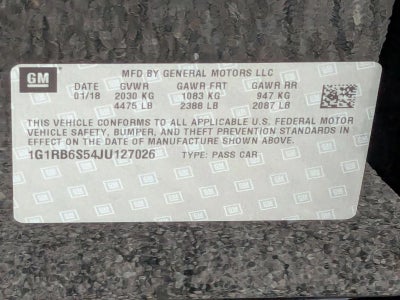 GM
MFD BY GENERAL MOTORS LLC
DATE GVWR GAWR FRT GAWR RR
01/18 2030 KG 1083 KG 947 KG
4475 LB 2388 LB 2087 LB
THIS VEHICLE CONFORMS TO ALL APPLICABLE U.S. FEDERAL MOTOR
VEHICLE SAFETY, BUMPER, AND THEFT PREVENTION STANDARDS IN
EFFECT ON THE DATE OF MANUFACTURE SHOWN ABOVE.
1G1RB6S54JU127026 TYPE: PASS CAR